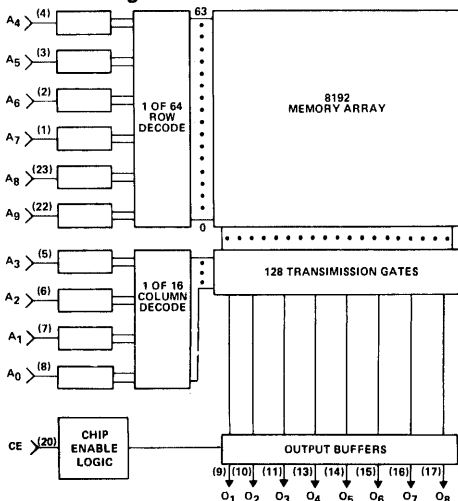 A4 (4)
A5 (3)
A6 (2)
A7 (1)
A8 (23)
A9 (22)
1 OF 64
ROW
DECODE
63
0
8192
MEMORY ARRAY
A3 (5)
A2 (6)
A1 (7)
A0 (8)
1 OF 16
COLUMN
DECODE
128 TRANSIMISSION GATES
CE (20)
CHIP
ENABLE
LOGIC
OUTPUT BUFFERS
(9) (10) (11) (13) (14) (15) (16) (17)
O1 O2 O3 O4 O5 O6 O7 O8